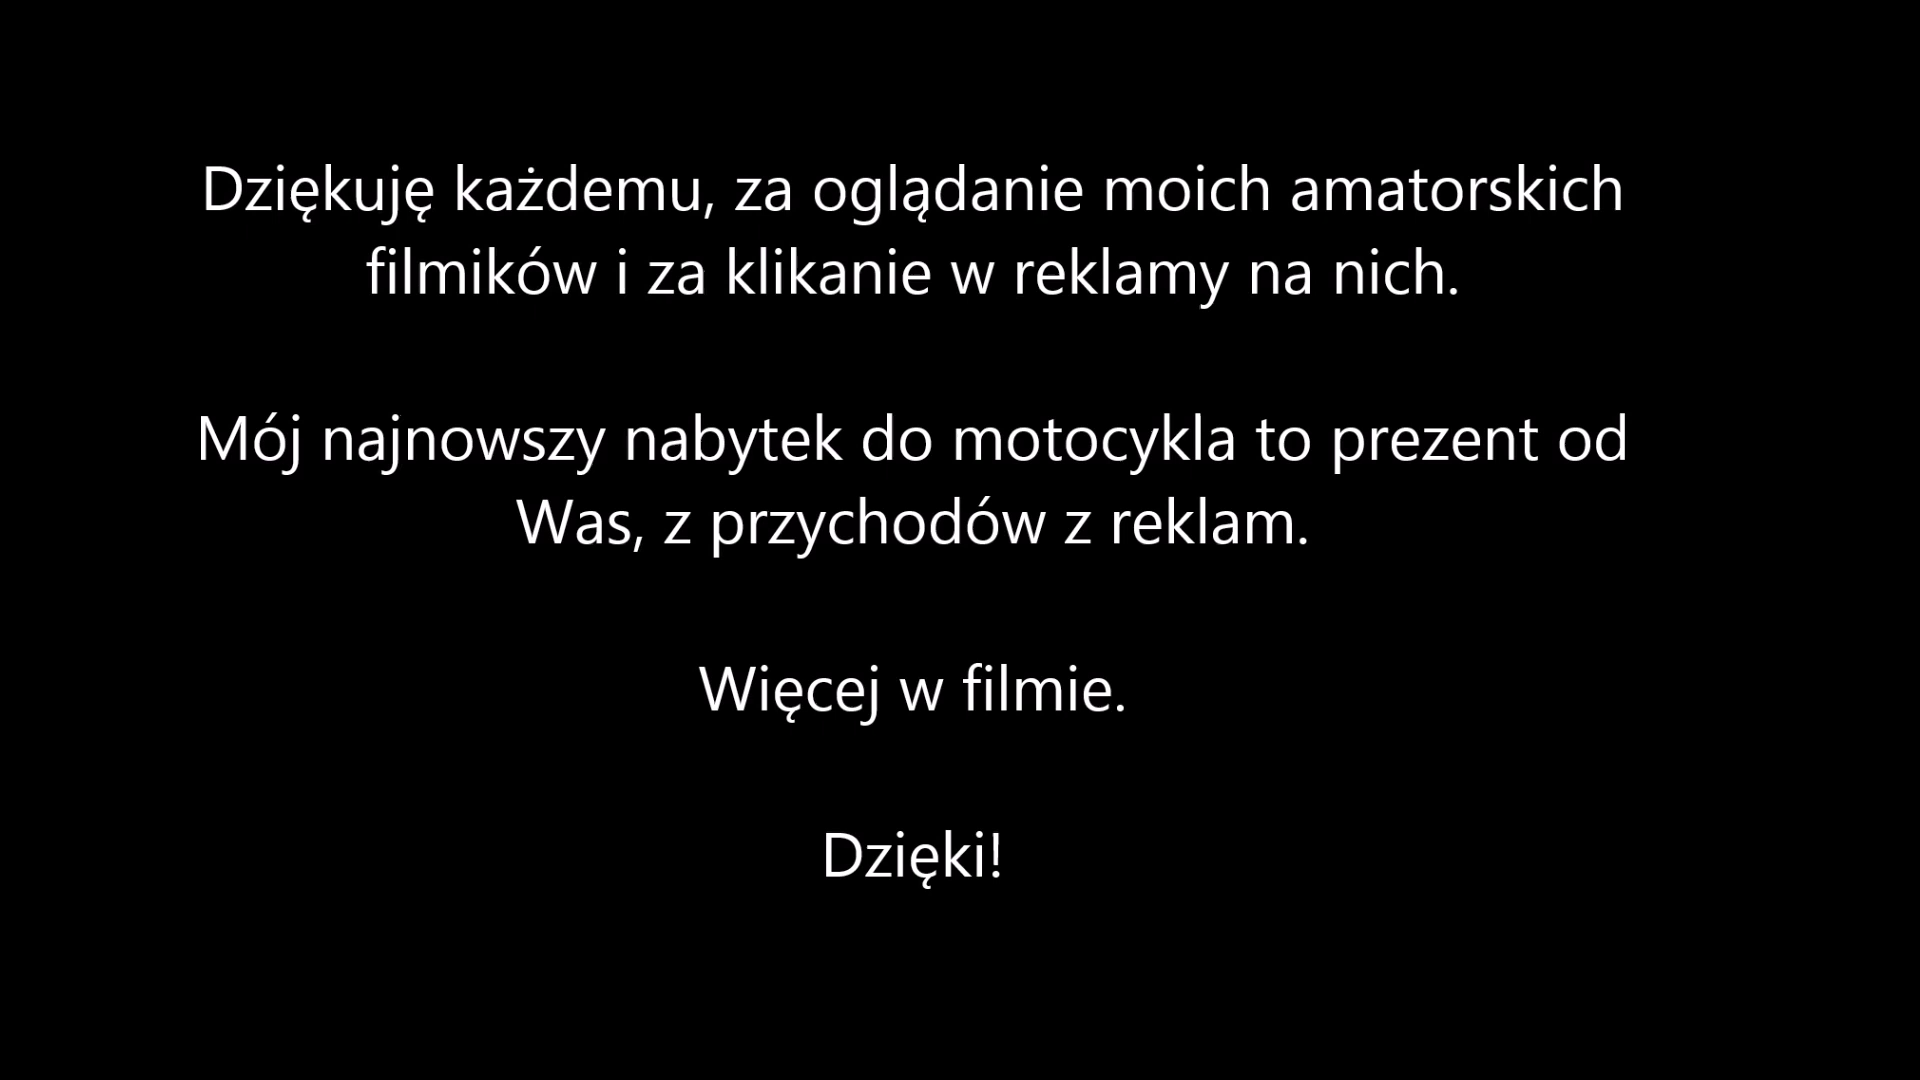 Dziękuję każdemu, za oglądanie moich amatorskich
filmików i za klikanie w reklamy na nich.
Mój najnowszy nabytek do motocykla to prezent od
Was, z przychodów z reklam.
Więcej w filmie.
Dzięki!